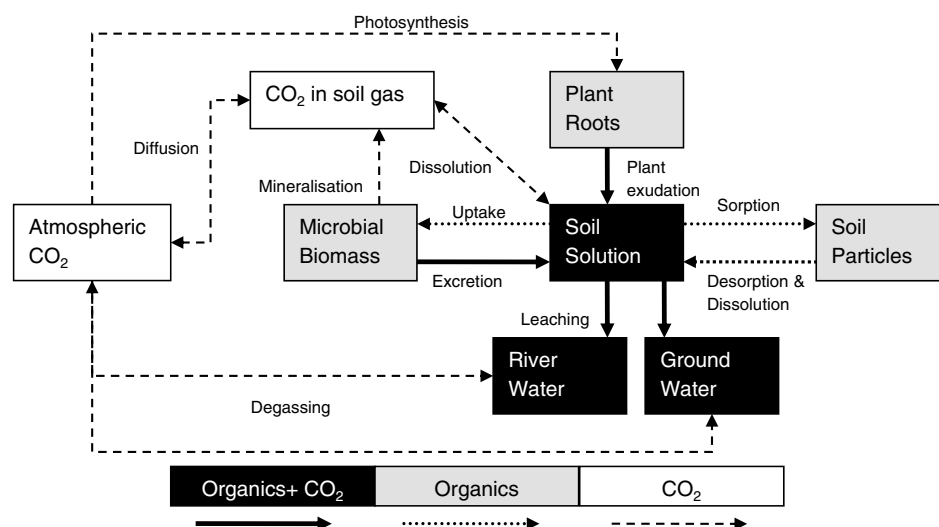 Photosynthesis
CO₂ in soil gas
Plant
Roots
Diffusion
Mineralisation
Dissolution
Plant
exudation
Atmospheric
CO₂
Microbial
Biomass
Uptake
Soil
Solution
Sorption
Soil
Particles
Excretion
Desorption &
Dissolution
Leaching
River
Water
Ground
Water
Degassing
Organics+ CO₂
Organics
CO₂